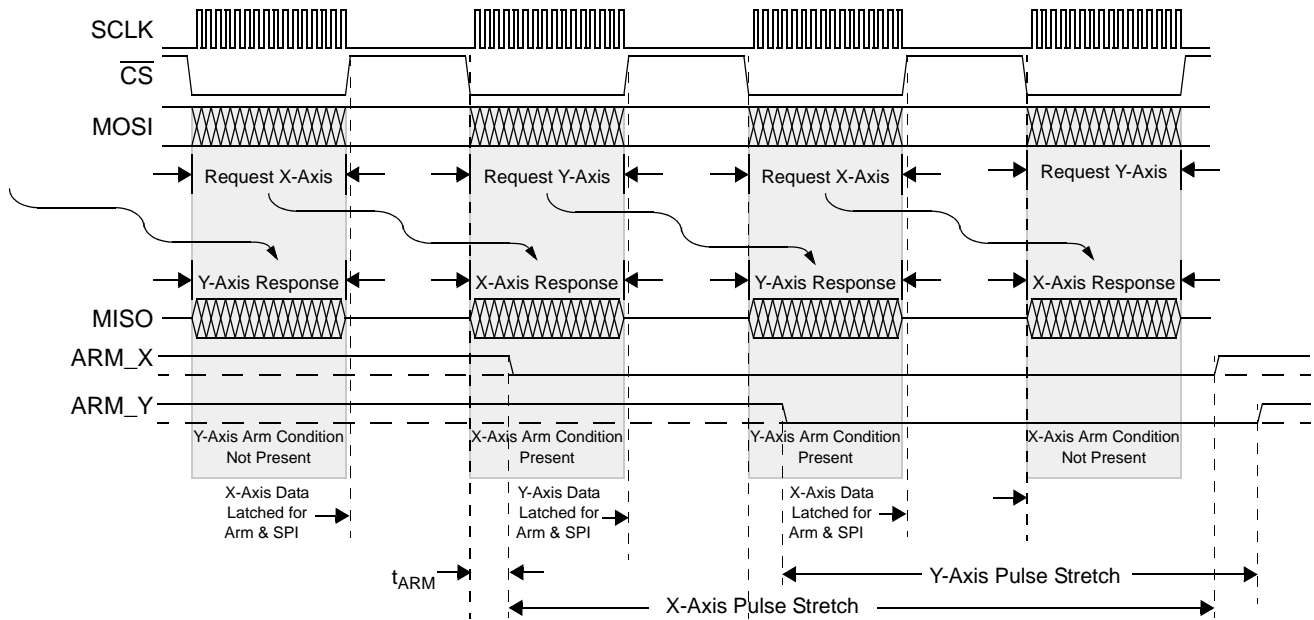 SCLK
CS
MOSI
Request X-Axis
Request Y-Axis
Request X-Axis
Request Y-Axis
Y-Axis Response
X-Axis Response
Y-Axis Response
X-Axis Response
MISO
ARM_X
ARM_Y
Y-Axis Arm Condition
Not Present
X-Axis Arm Condition
Present
Y-Axis Arm Condition
Present
X-Axis Arm Condition
Not Present
X-Axis Data
Latched for
Arm & SPI
Y-Axis Data
Latched for
Arm & SPI
X-Axis Data
Latched for
Arm & SPI
tARM
Y-Axis Pulse Stretch
X-Axis Pulse Stretch